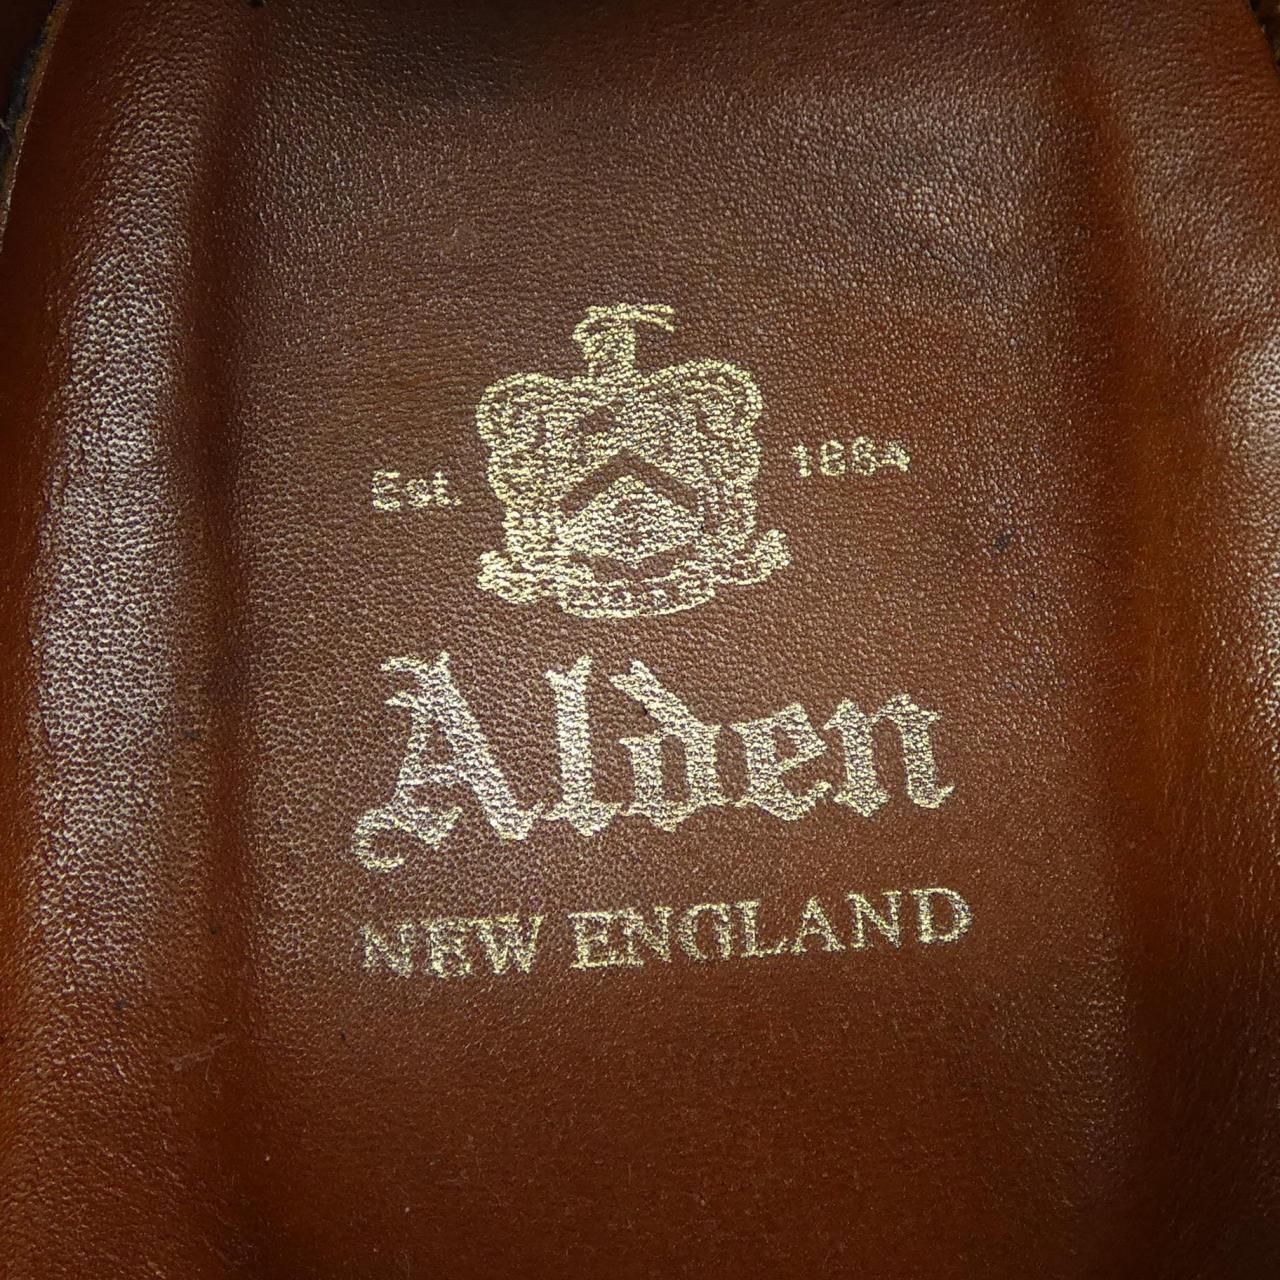 Est. 1884
Alden
NEW ENGLAND